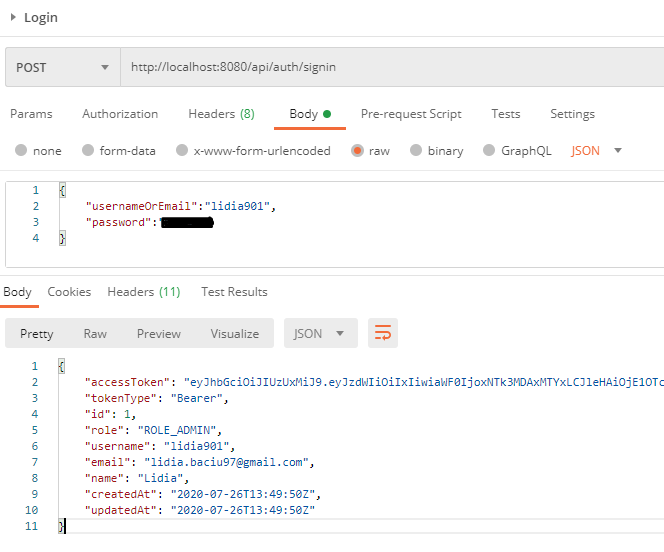 Login
POST http://localhost:8080/api/auth/signin
Params Authorization Headers (8) Body Pre-request Script Tests Settings
none form-data x-www-form-urlencoded raw binary GraphQL JSON
1 {
2 "usernameOrEmail":"lidia901",
3 "password":"
4 }
Body Cookies Headers (11) Test Results
Pretty Raw Preview Visualize JSON
1 {
2 "accessToken": "eyJhbGciOiJIUzUxMiJ9.eyJzdWIiOiIxIiwiaWF0IjoxNTk3MDAxMTYxLCJleHAiOjE1OTc
3 "tokenType": "Bearer",
4 "id": 1,
5 "role": "ROLE_ADMIN",
6 "username": "lidia901",
7 "email": "lidia.baciu97@gmail.com",
8 "name": "Lidia",
9 "createdAt": "2020-07-26T13:49:50Z",
10 "updatedAt": "2020-07-26T13:49:50Z"
11 }